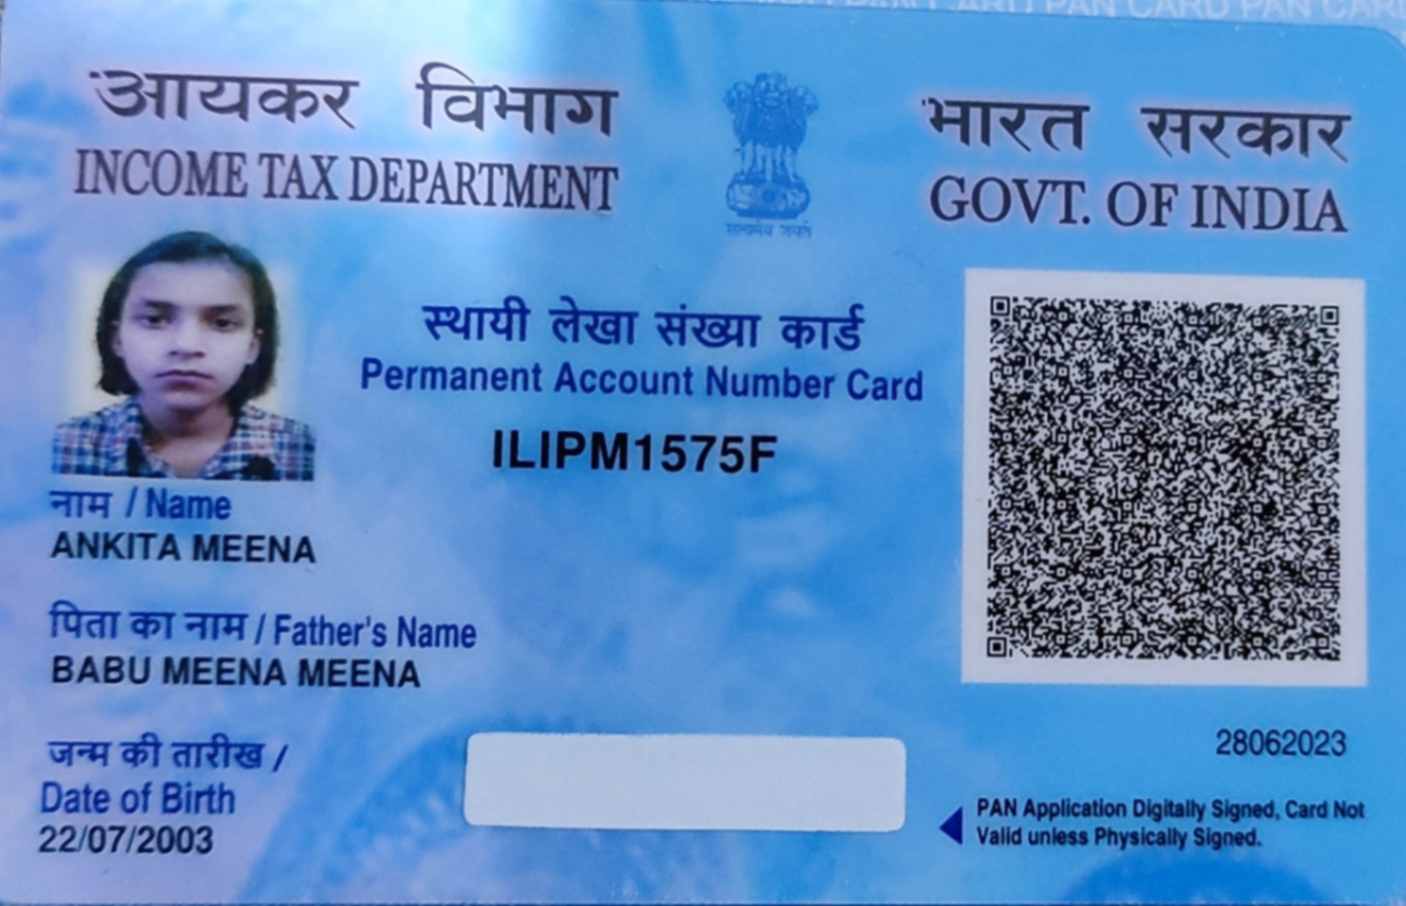 आयकर विभाग
INCOME TAX DEPARTMENT
सत्यमेव जयते
भारत सरकार
GOVT. OF INDIA
स्थायी लेखा संख्या कार्ड
Permanent Account Number Card
ILIPM1575F
नाम / Name
ANKITA MEENA
पिता का नाम / Father's Name
BABU MEENA MEENA
जन्म की तारीख /
Date of Birth
22/07/2003
28062023
PAN Application Digitally Signed, Card Not
Valid unless Physically Signed.